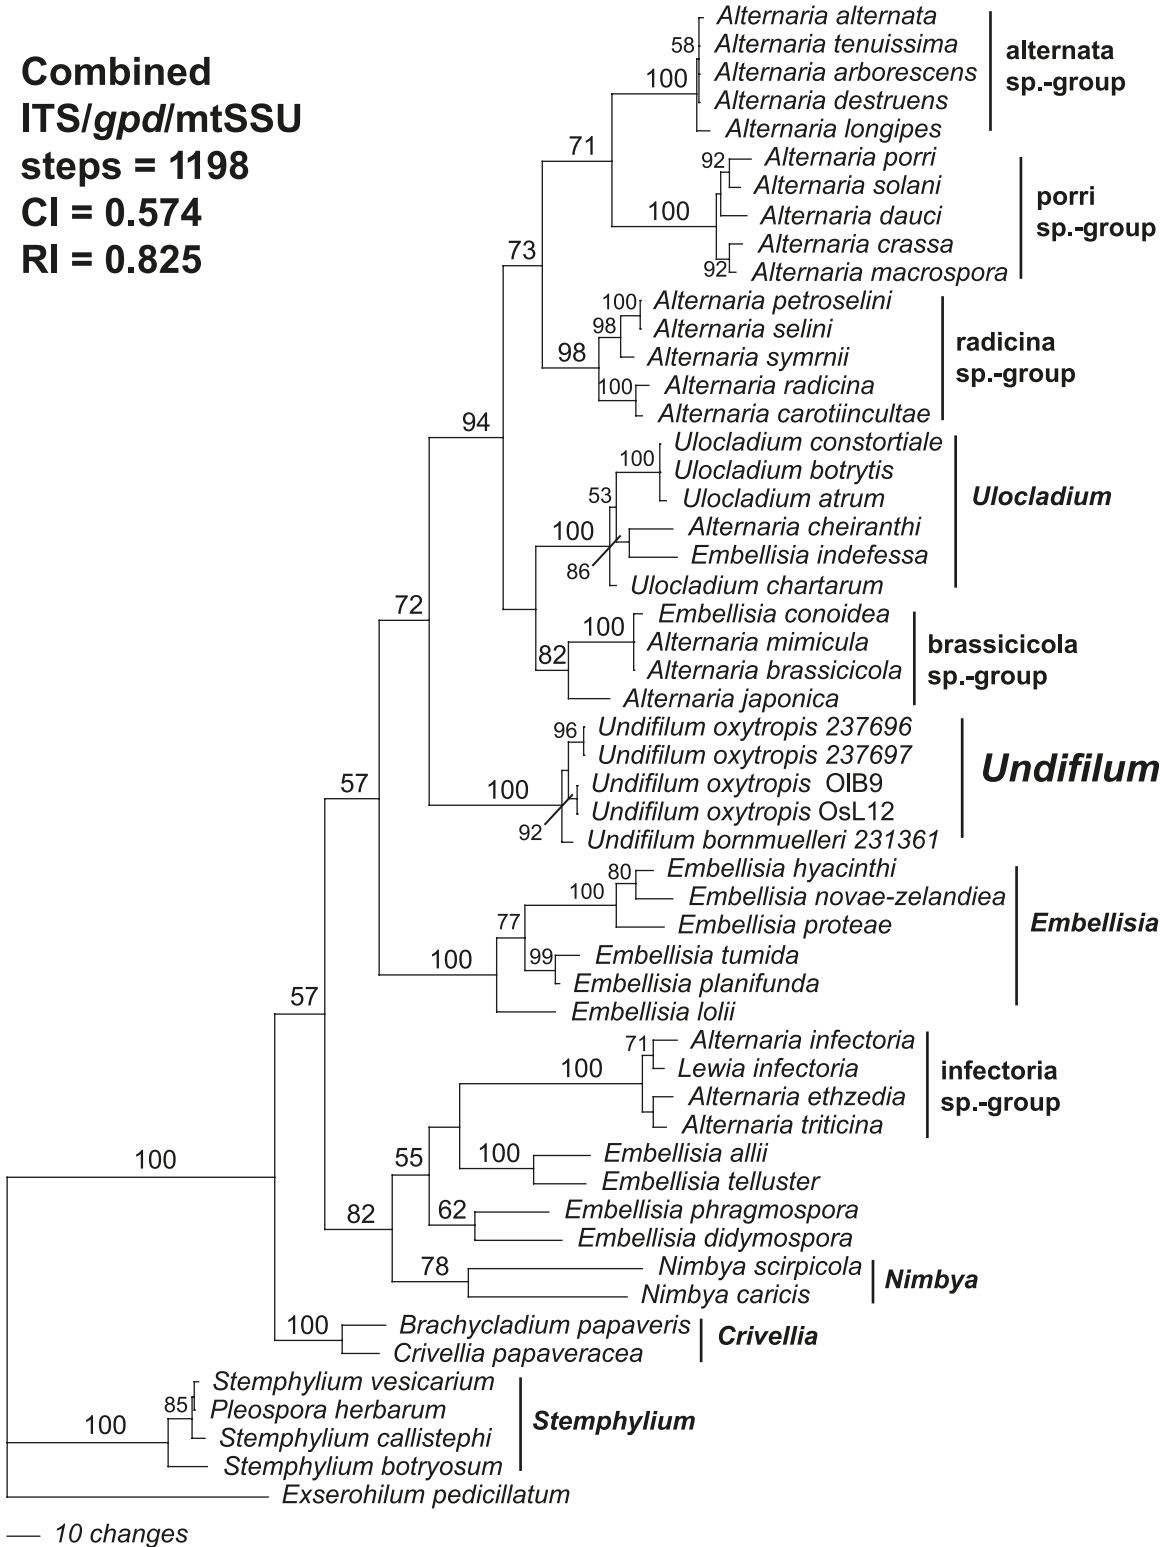 Combined
ITS/gpd/mtSSU
steps = 1198
CI = 0.574
RI = 0.825
Alternaria alternata
58
Alternaria tenuissima
alternata
sp.-group
100
Alternaria arborescens
Alternaria destruens
Alternaria longipes
71
92
Alternaria porri
Alternaria solani
porri
sp.-group
100
Alternaria dauci
Alternaria crassa
92
Alternaria macrospora
73
100
Alternaria petroselini
98
Alternaria selini
radicina
sp.-group
98
Alternaria symrnii
100
Alternaria radicina
Alternaria carotiincultae
94
Ulocladium constortiale
100
Ulocladium botrytis
53
Ulocladium atrum
Ulocladium
100
Alternaria cheiranthi
Embellisia indefessa
86
Ulocladium chartarum
72
Embellisia conoidea
100
Alternaria mimicula
brassicicola
sp.-group
82
Alternaria brassicicola
Alternaria japonica
96
Undifilum oxytropis 237696
Undifilum oxytropis 237697
Undifilum
57
100
Undifilum oxytropis OIB9
Undifilum oxytropis OsL12
92
Undifilum bornmuelleri 231361
80
Embellisia hyacinthi
100
Embellisia novae-zelandiea
77
Embellisia proteae
Embellisia
100
99
Embellisia tumida
Embellisia planifunda
57
Embellisia lolii
71
Alternaria infectoria
100
Lewia infectoria
infectoria
sp.-group
Alternaria ethzedia
Alternaria triticina
100
55
100
Embellisia allii
Embellisia telluster
82
62
Embellisia phragmospora
Embellisia didymospora
78
Nimbya scirpicola
Nimbya
Nimbya caricis
100
Brachycladium papaveris
Crivellia
Crivellia papaveracea
Stemphylium vesicarium
85
Pleospora herbarum
Stemphylium
100
Stemphylium callistephi
Stemphylium botryosum
Exserohilum pedicillatum
10 changes